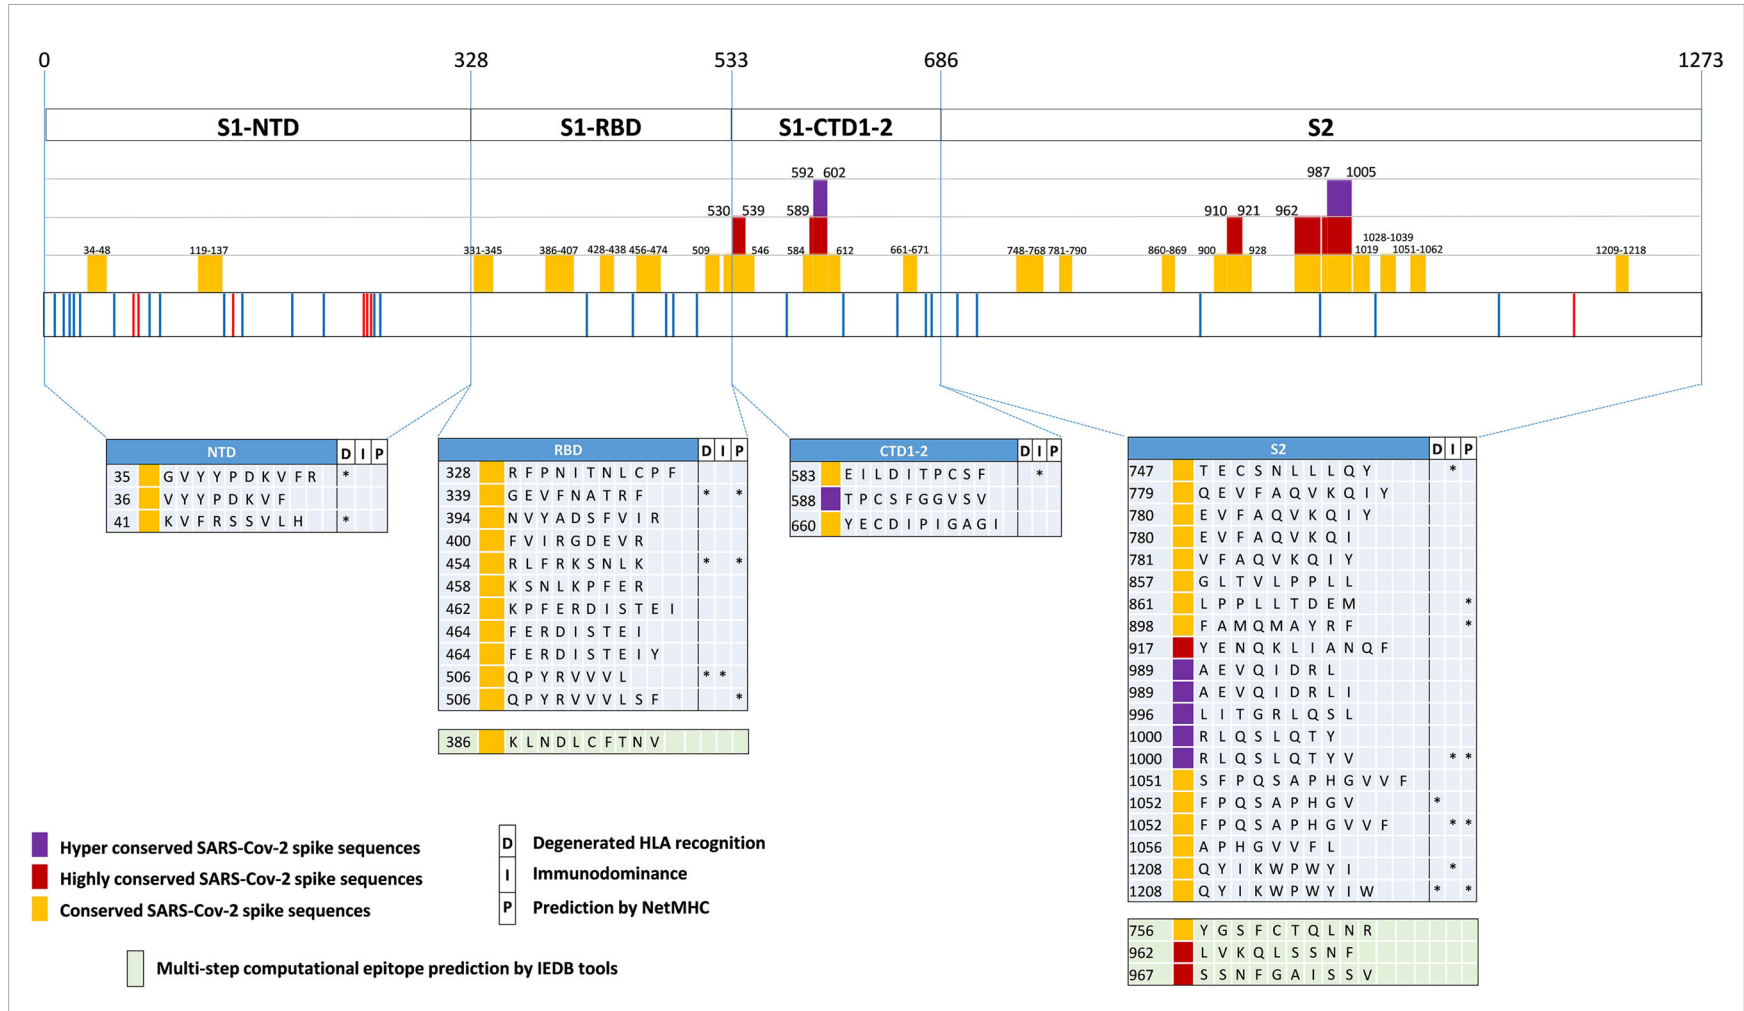 0 328 533 686 1273
S1-NTD S1-RBD S1-CTD1-2 S2
592 602 987 1005
530 539 589 910 921 962
1028-1039
34-48 119-137 331-345 386-407 428-438 456-474 509 546 584 612 661-671 748-768 781-790 860-869 900 928 1019 1051-1062 1209-1218
NTD D I P
35 G V Y Y P D K V F R *
36 V Y Y P D K V F
41 K V F R S S V L H *
RBD D I P
328 R F P N I T N L C P F
339 G E V F N A T R F * *
394 N V Y A D S F V I R
400 F V I R G D E V R
454 R L F R K S N L K * *
458 K S N L K P F E R
462 K P F E R D I S T E I
464 F E R D I S T E I
464 F E R D I S T E I Y
506 Q P Y R V V V L * *
506 Q P Y R V V V L S F *
386 K L N D L C F T N V
CTD1-2 D I P
583 E I L D I T P C S F *
588 T P C S F G G V S V
660 Y E C D I P I G A G I
S2 D I P
747 T E C S N L L L Q Y *
779 Q E V F A Q V K Q I Y
780 E V F A Q V K Q I Y
780 E V F A Q V K Q I
781 V F A Q V K Q I Y
857 G L T V L P P L L
861 L P P L L T D E M *
898 F A M Q M A Y R F *
917 Y E N Q K L I A N Q F
989 A E V Q I D R L
989 A E V Q I D R L I
996 L I T G R L Q S L
1000 R L Q S L Q T Y
1000 R L Q S L Q T Y V * *
1051 S F P Q S A P H G V V F
1052 F P Q S A P H G V *
1052 F P Q S A P H G V V F * *
1056 A P H G V V F L
1208 Q Y I K W P W Y I *
1208 Q Y I K W P W Y I W * *
756 Y G S F C T Q L N R
962 L V K Q L S S N F
967 S S N F G A I S S V
Hyper conserved SARS-Cov-2 spike sequences
Highly conserved SARS-Cov-2 spike sequences
Conserved SARS-Cov-2 spike sequences
D Degenerated HLA recognition
I Immunodominance
P Prediction by NetMHC
Multi-step computational epitope prediction by IEDB tools